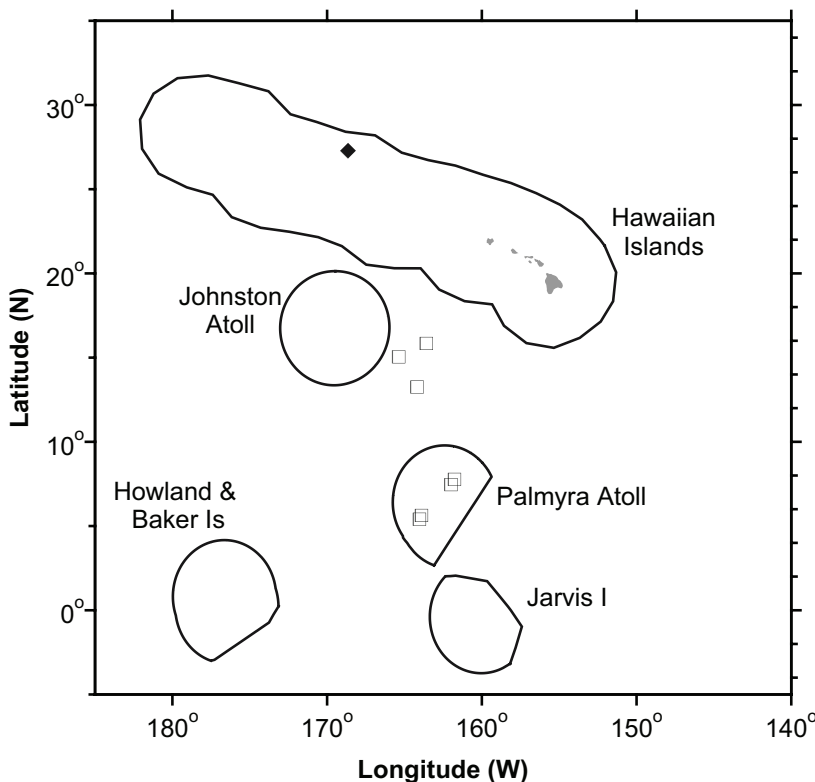 30°
20°
10°
0°
180°
170°
160°
150°
140°
Latitude (N)
Longitude (W)
Hawaiian
Islands
Johnston
Atoll
Howland &
Baker Is
Palmyra Atoll
Jarvis I